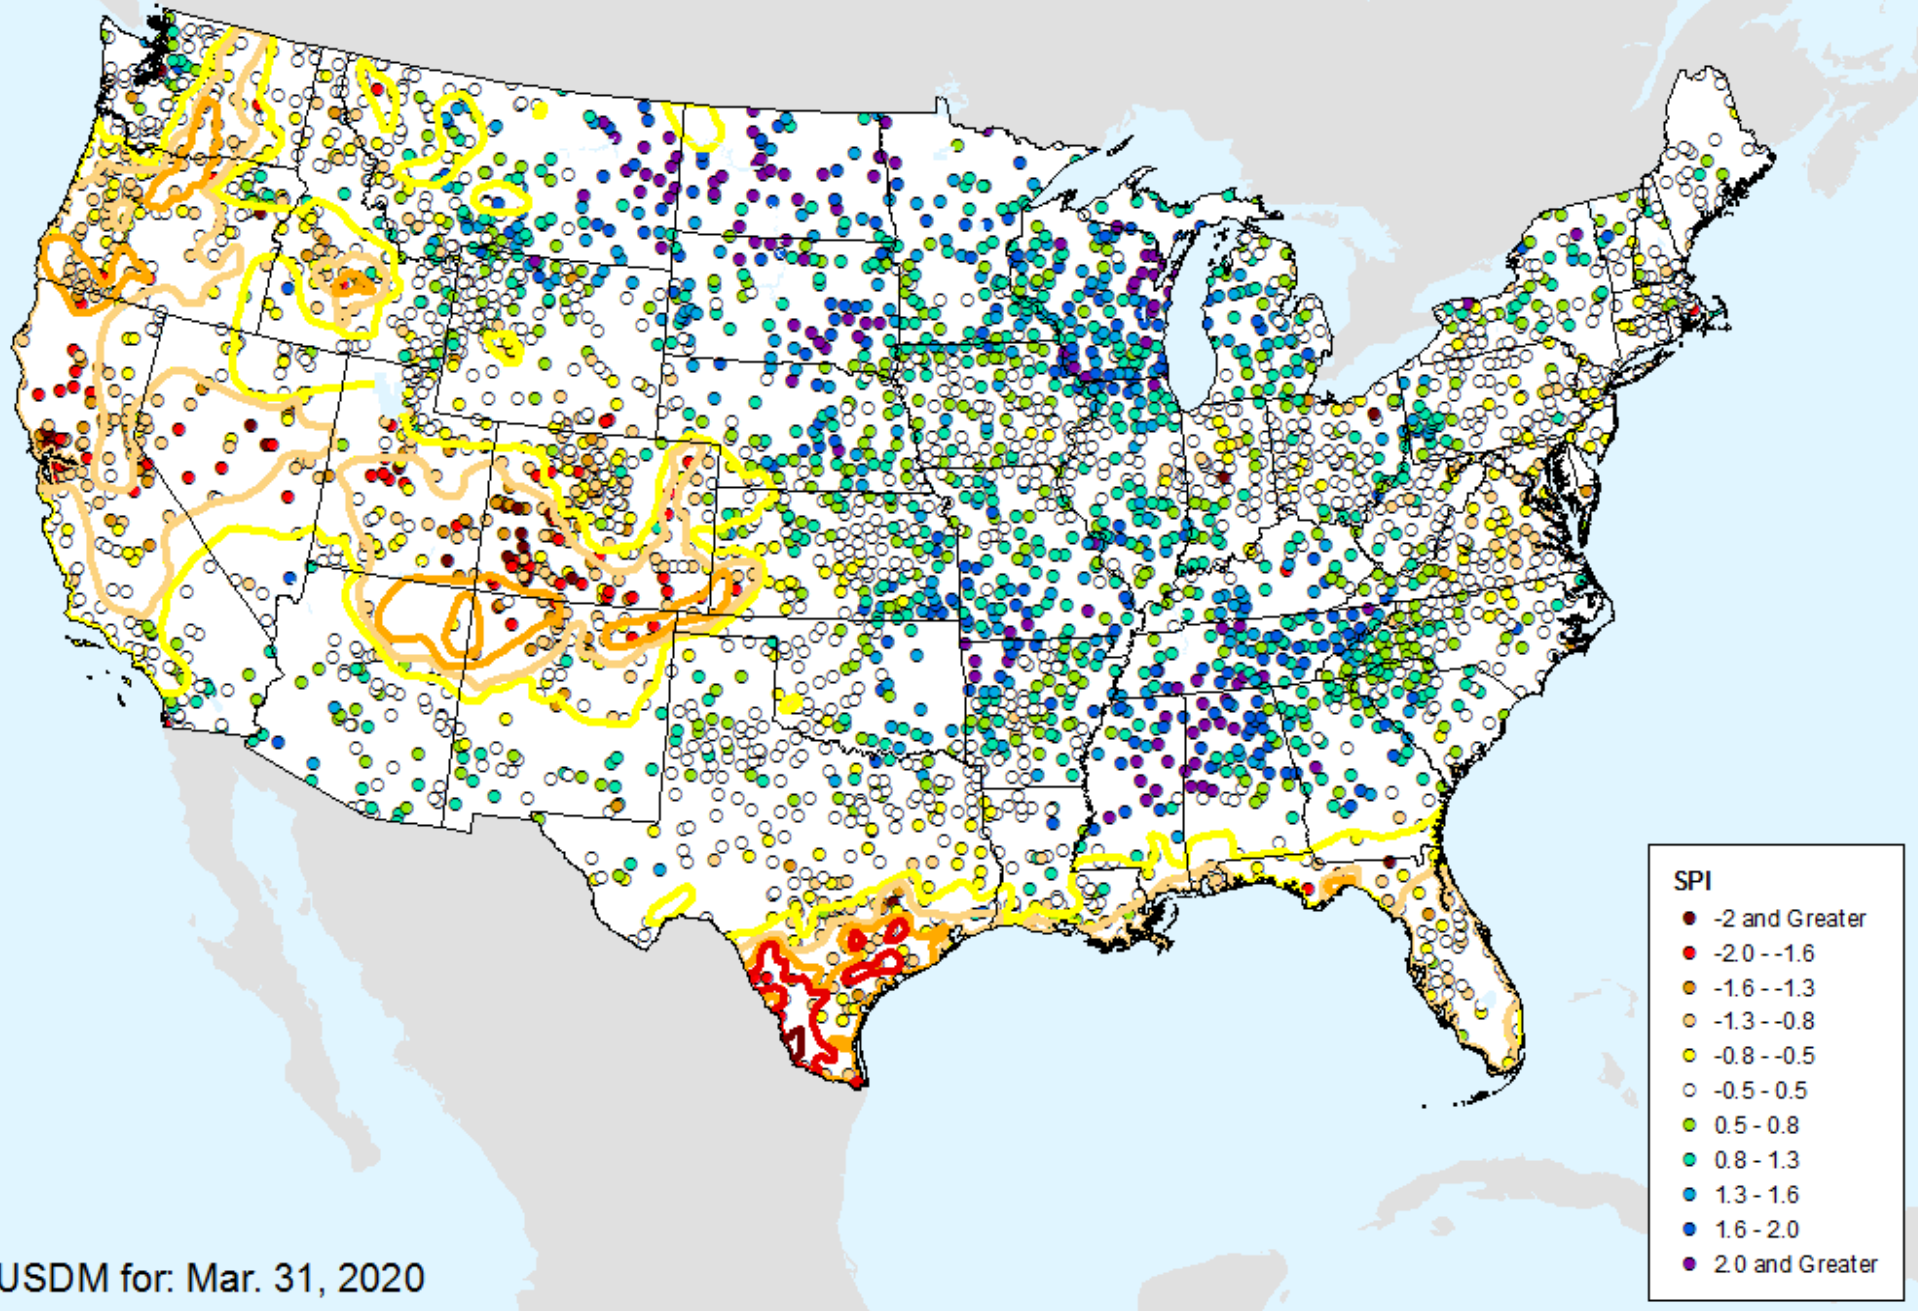 SPI
-2 and Greater
-2.0 - -1.6
-1.6 - -1.3
-1.3 - -0.8
-0.8 - -0.5
-0.5 - 0.5
0.5 - 0.8
0.8 - 1.3
1.3 - 1.6
1.6 - 2.0
2.0 and Greater
USDM for: Mar. 31, 2020